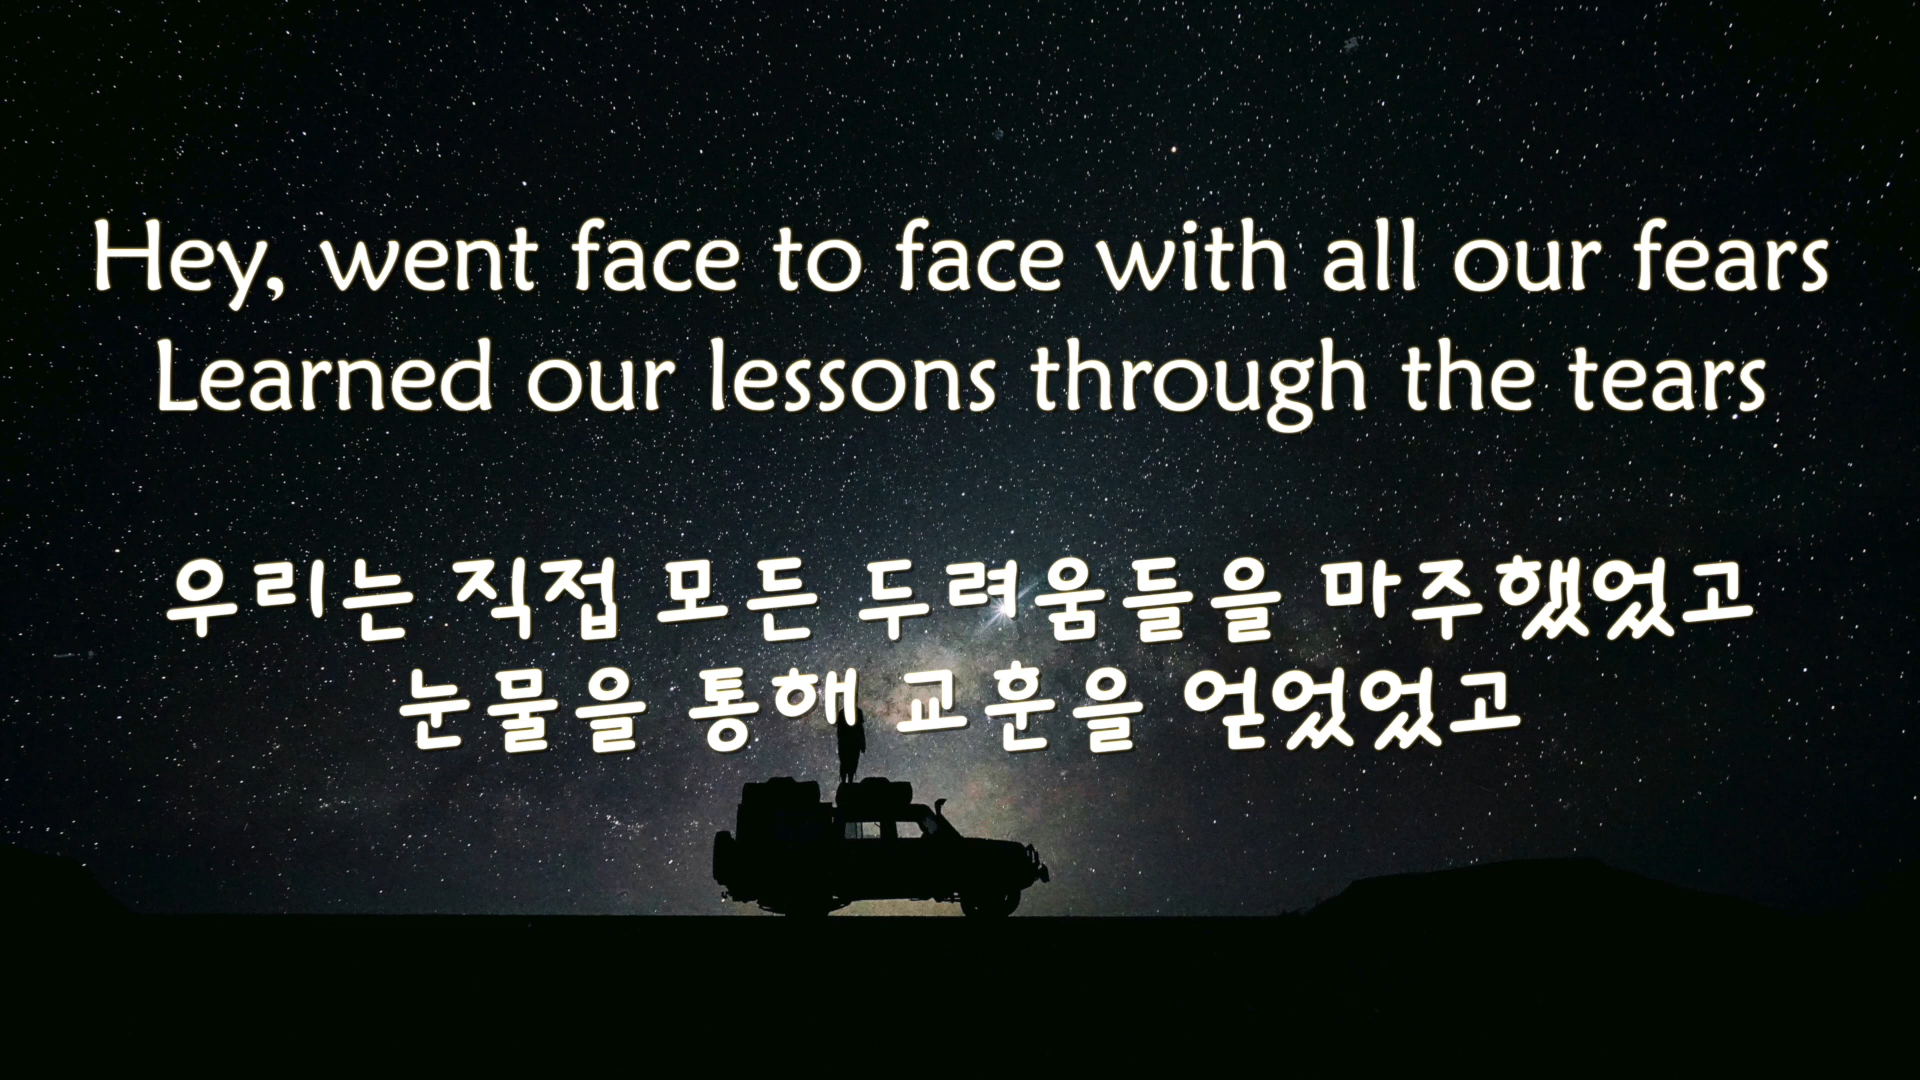 Hey, went face to face with all our fears
Learned our lessons through the tears
우리는 직접 모든 두려움들을 마주했었고
눈물을 통해 교훈을 얻었었고